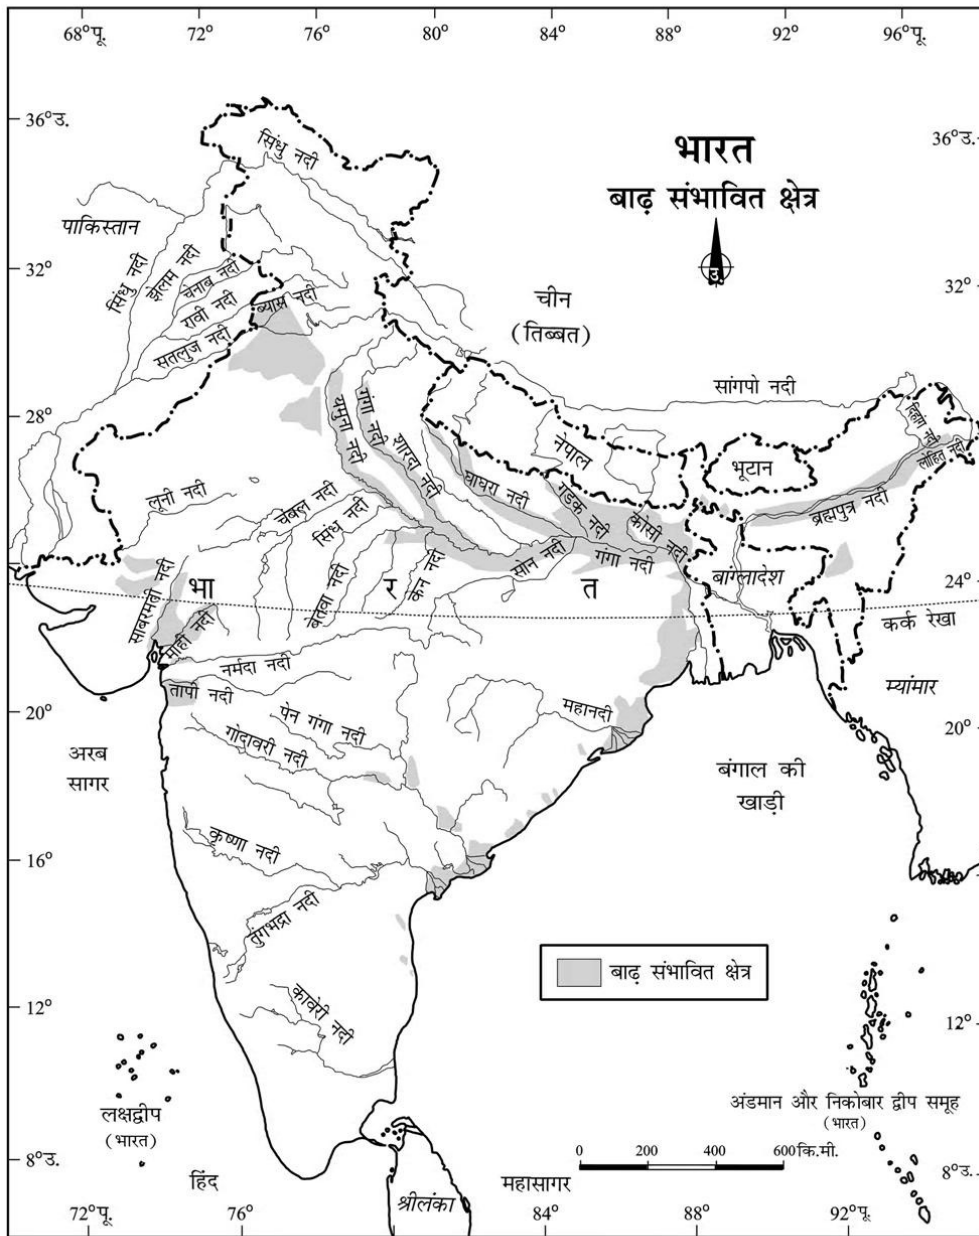 68°पू.
72°
76°
80°
84°
88°
92°
96°पू.
36°उ.
36°उ.
भारत
बाढ़ संभावित क्षेत्र
उ
सिंधु नदी
पाकिस्तान
सिंधु नदी
झेलम नदी
चेनाब नदी
रावी नदी
ब्यास नदी
सतलुज नदी
32°
32°
चीन
(तिब्बत)
सांगपो नदी
28°
28°
यमुना नदी
गंगा नदी
शारदा नदी
घाघरा नदी
नेपाल
गंडक नदी
कोसी नदी
भूटान
लोहित नदी
ब्रह्मपुत्र नदी
लूनी नदी
चंबल नदी
सिंधु नदी
बेतवा नदी
केन नदी
सोन नदी
गंगा नदी
बाग्लादेश
24°
24°
साबरमती नदी
माही नदी
भा
र
त
कर्क रेखा
नर्मदा नदी
तापी नदी
म्यांमार
20°
20°
पेन गंगा नदी
गोदावरी नदी
महानदी
अरब
सागर
बंगाल की
खाड़ी
16°
कृष्णा नदी
तुंगभद्रा नदी
बाढ़ संभावित क्षेत्र
12°
12°
कावेरी नदी
लक्षद्वीप
(भारत)
अंडमान और निकोबार द्वीप समूह
(भारत)
0
200
400
600कि.मी.
8°उ.
8°उ.
हिंद
महासागर
श्रीलंका
72°पू.
76°
84°
88°
92°पू.